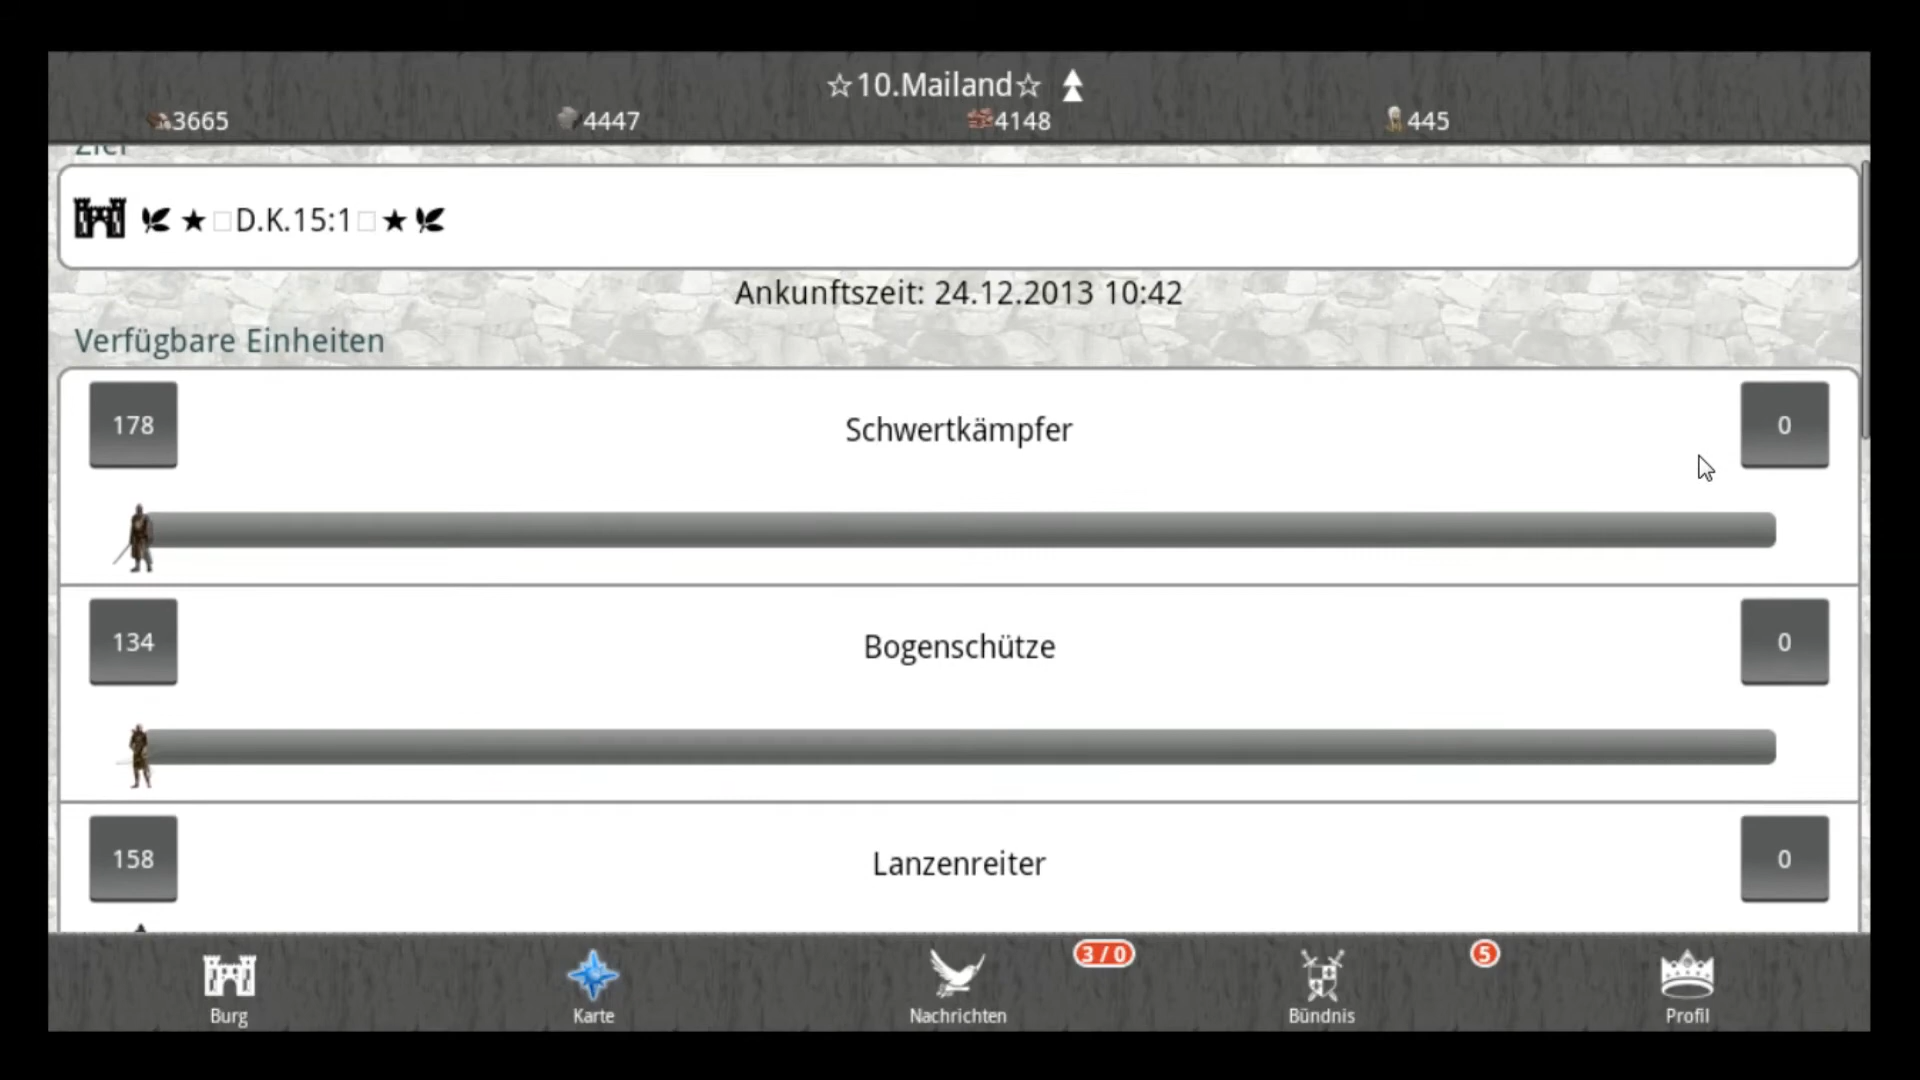 ☆10.Mailand☆
3665 4447 4148 445
Ziel
★ D.K.15:1 ★
Ankunftszeit: 24.12.2013 10:42
Verfügbare Einheiten
178 Schwertkämpfer 0
134 Bogenschütze 0
158 Lanzenreiter 0
3 / 0 5
Burg Karte Nachrichten Bündnis Profil